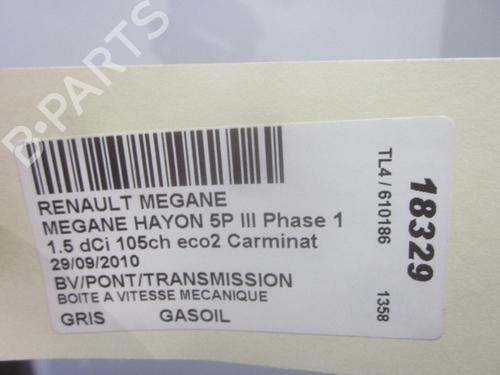 B-PARTS
RENAULT MEGANE
MEGANE HAYON 5P III Phase 1
1.5 dCi 105ch eco2 Carminat
29/09/2010
BV/PONT/TRANSMISSION
BOITE A VITESSE MECANIQUE
GRIS GASOIL
TL4 / 610186
1358
18329